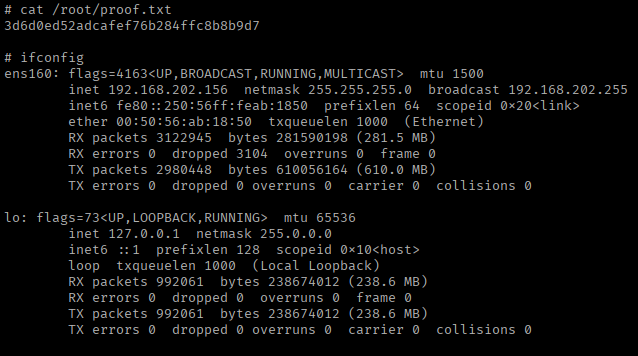 # cat /root/proof.txt
3d6d0ed52adcafef76b284ffc8b8b9d7
# ifconfig
ens160: flags=4163<UP,BROADCAST,RUNNING,MULTICAST>  mtu 1500
        inet 192.168.202.156  netmask 255.255.255.0  broadcast 192.168.202.255
        inet6 fe80::250:56ff:feab:1850  prefixlen 64  scopeid 0×20<link>
        ether 00:50:56:ab:18:50  txqueuelen 1000  (Ethernet)
        RX packets 3122945  bytes 281590198 (281.5 MB)
        RX errors 0  dropped 3104  overruns 0  frame 0
        TX packets 2980448  bytes 610056164 (610.0 MB)
        TX errors 0  dropped 0 overruns 0  carrier 0  collisions 0
lo: flags=73<UP,LOOPBACK,RUNNING>  mtu 65536
        inet 127.0.0.1  netmask 255.0.0.0
        inet6 ::1  prefixlen 128  scopeid 0×10<host>
        loop  txqueuelen 1000  (Local Loopback)
        RX packets 992061  bytes 238674012 (238.6 MB)
        RX errors 0  dropped 0  overruns 0  frame 0
        TX packets 992061  bytes 238674012 (238.6 MB)
        TX errors 0  dropped 0 overruns 0  carrier 0  collisions 0